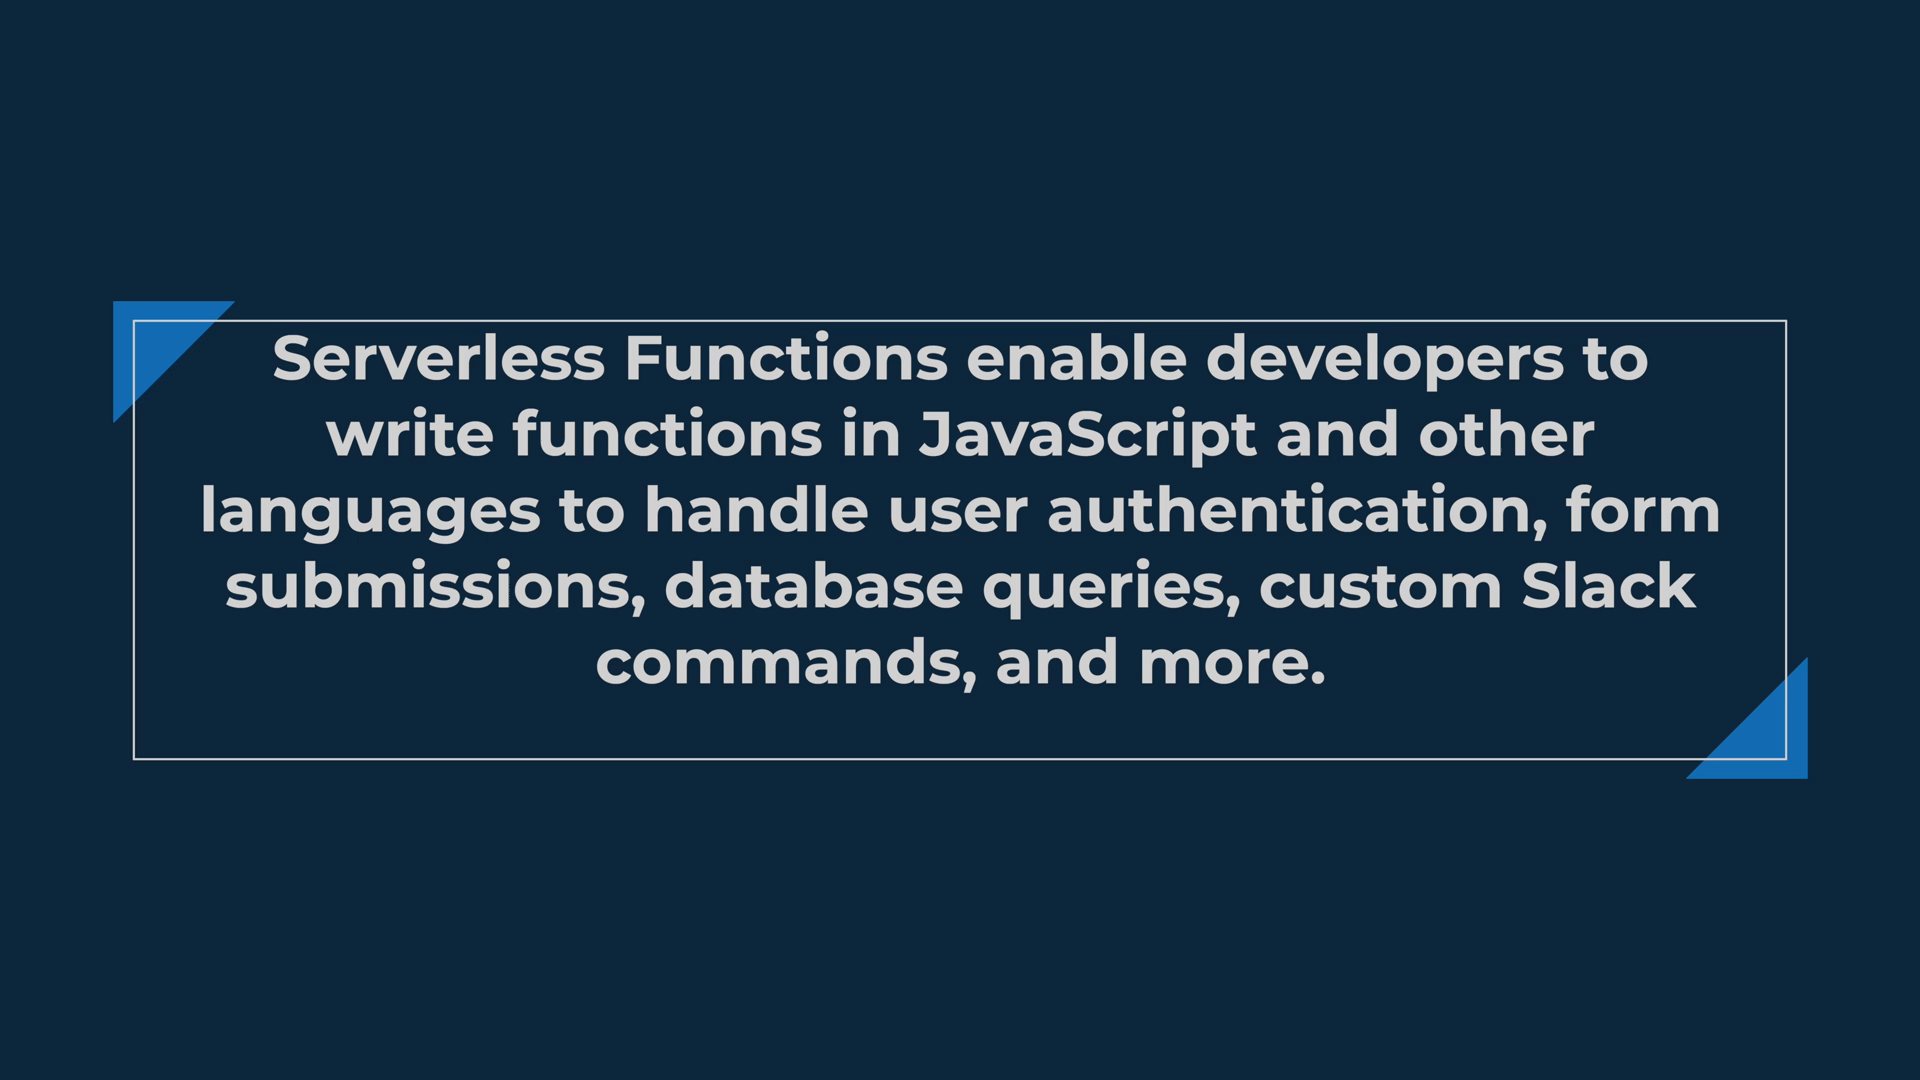 Serverless Functions enable developers to
write functions in JavaScript and other
languages to handle user authentication, form
submissions, database queries, custom Slack
commands, and more.